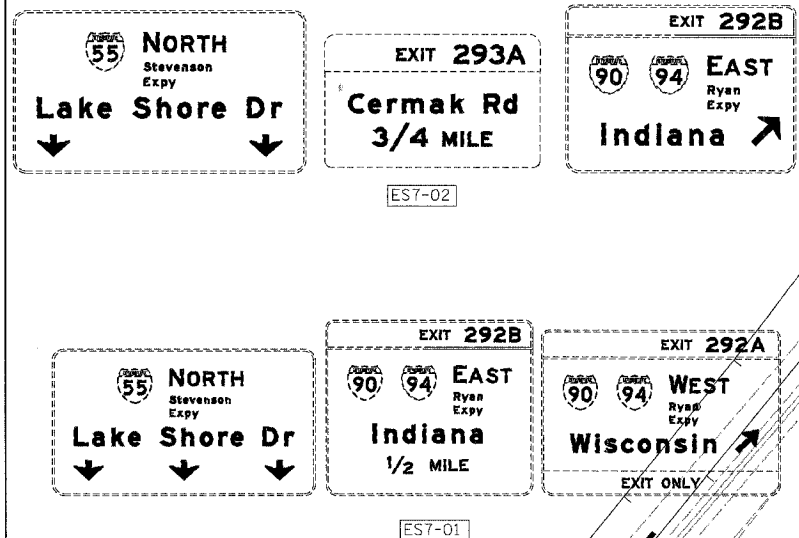 55 NORTH
Stevenson
Expy
Lake Shore Dr
EXIT 293A
Cermak Rd
3/4 MILE
EXIT 292B
90 94 EAST
Ryan
Expy
Indiana
ES7-02
55 NORTH
Stevenson
Expy
Lake Shore Dr
EXIT 292B
90 94 EAST
Ryan
Expy
Indiana
1/2 MILE
EXIT 292A
90 94 WEST
Ryan
Expy
Wisconsin
EXIT ONLY
ES7-01